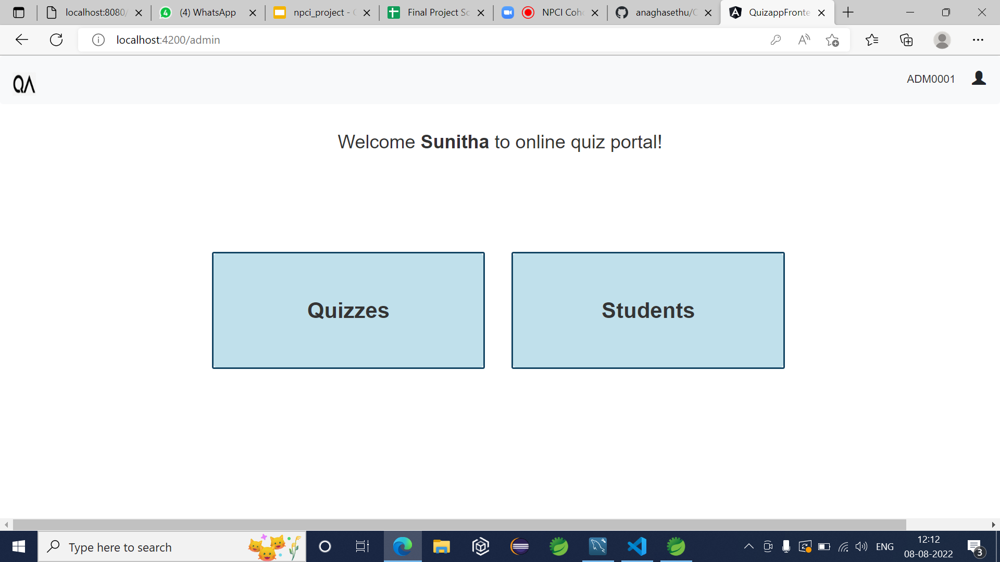 localhost:8080/
(4) WhatsApp
npci_project - G
Final Project Sc
NPCI Coho
anaghasethu/
QuizappFronte
localhost:4200/admin
QA
ADM0001
Welcome Sunitha to online quiz portal!
Quizzes
Students
Type here to search
ENG
12:12
08-08-2022
3